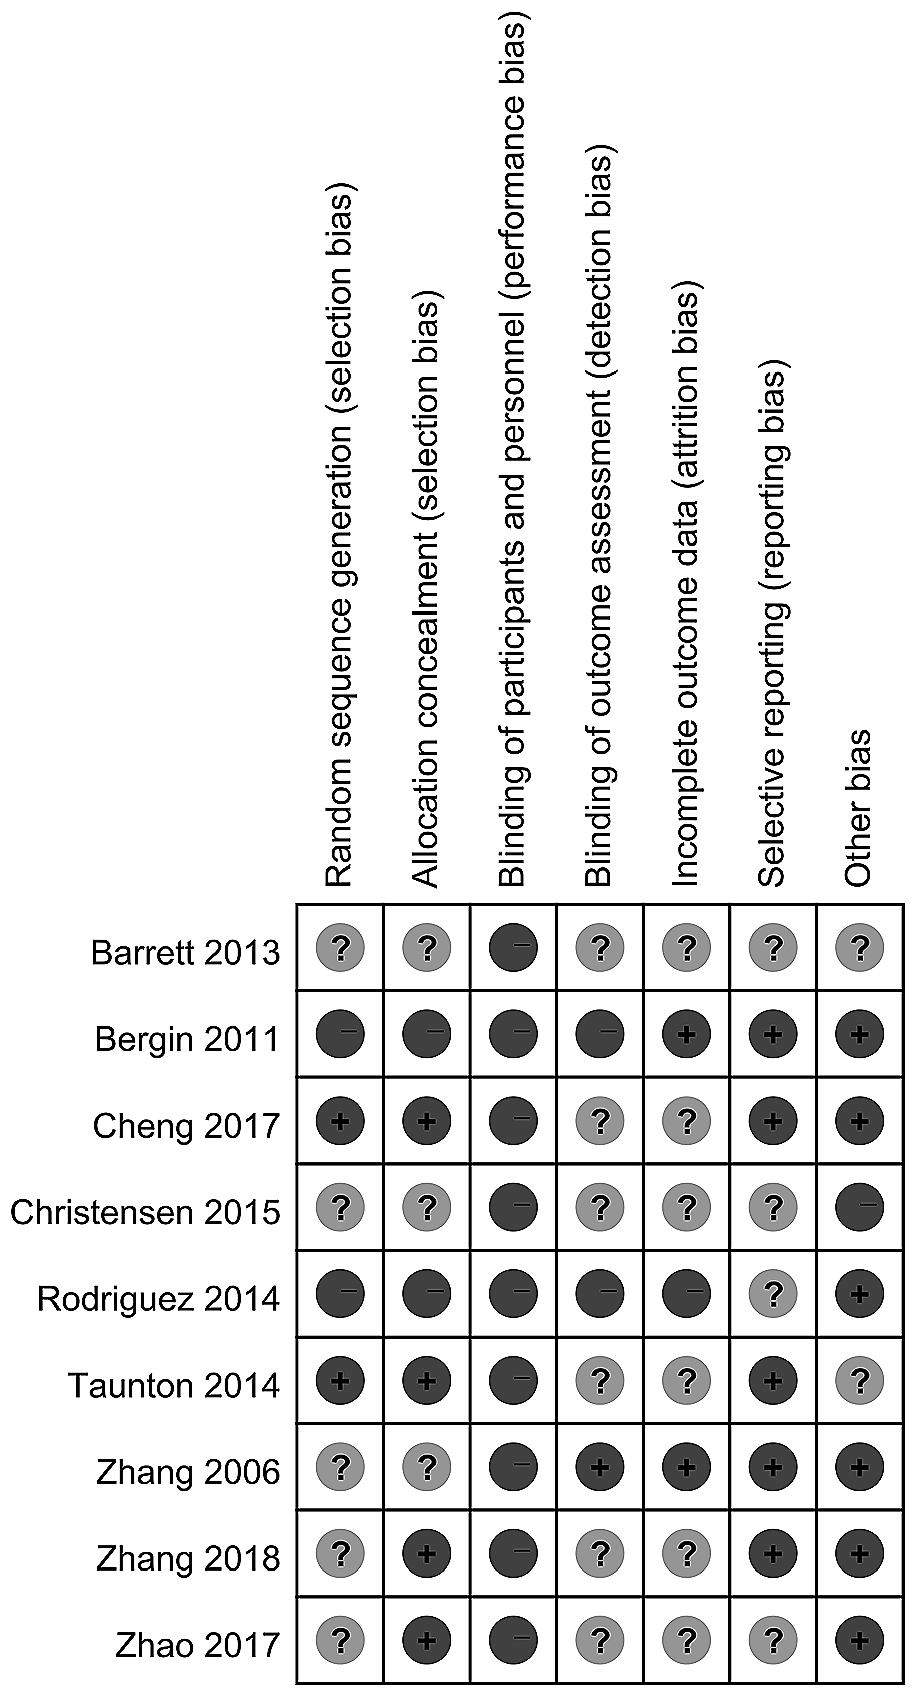 Random sequence generation (selection bias)
Allocation concealment (selection bias)
Blinding of participants and personnel (performance bias)
Blinding of outcome assessment (detection bias)
Incomplete outcome data (attrition bias)
Selective reporting (reporting bias)
Other bias
Barrett 2013 ? ? – ? ? ? ?
Bergin 2011 – – – – + + +
Cheng 2017 + + – ? ? + +
Christensen 2015 ? ? – ? ? ? –
Rodriguez 2014 – – – – – ? +
Taunton 2014 + + – ? ? + ?
Zhang 2006 ? ? – + + + +
Zhang 2018 ? + – ? ? + +
Zhao 2017 ? + – ? ? ? +